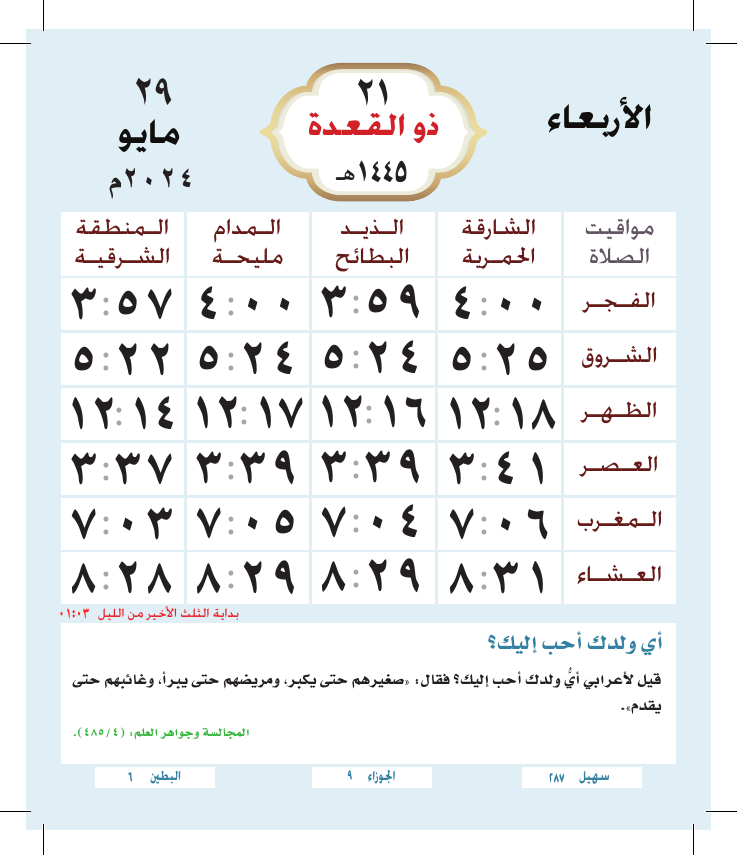 الأربعاء
٢١
ذو القعدة
١٤٤٥هـ
٢٩
مايو
٢٠٢٤م
مواقيت الصلاة
الشارقة الحمرية
الذيد البطائح
المدام مليحة
المنطقة الشرقية
الفجر ٤:٠٠ ٣:٥٩ ٤:٠٠ ٣:٥٧
الشروق ٥:٢٥ ٥:٢٤ ٥:٢٤ ٥:٢٢
الظهر ١٢:١٨ ١٢:١٦ ١٢:١٧ ١٢:١٤
العصر ٣:٤١ ٣:٣٩ ٣:٣٩ ٣:٣٧
المغرب ٧:٠٦ ٧:٠٤ ٧:٠٥ ٧:٠٣
العشاء ٨:٣١ ٨:٢٩ ٨:٢٩ ٨:٢٨
بداية الثلث الأخير من الليل ٠١:٠٣
أي ولدك أحب إليك؟
قيل لأعرابي أيُّ ولدك أحب إليك؟ فقال: «صغيرهم حتى يكبر، ومريضهم حتى يبرأ، وغائبهم حتى
يقدم».
المجالسة وجواهر العلم: (٤/ ٤٨٥).
سهيل ٢٨٧
الجوزاء ٩
البطين ٦